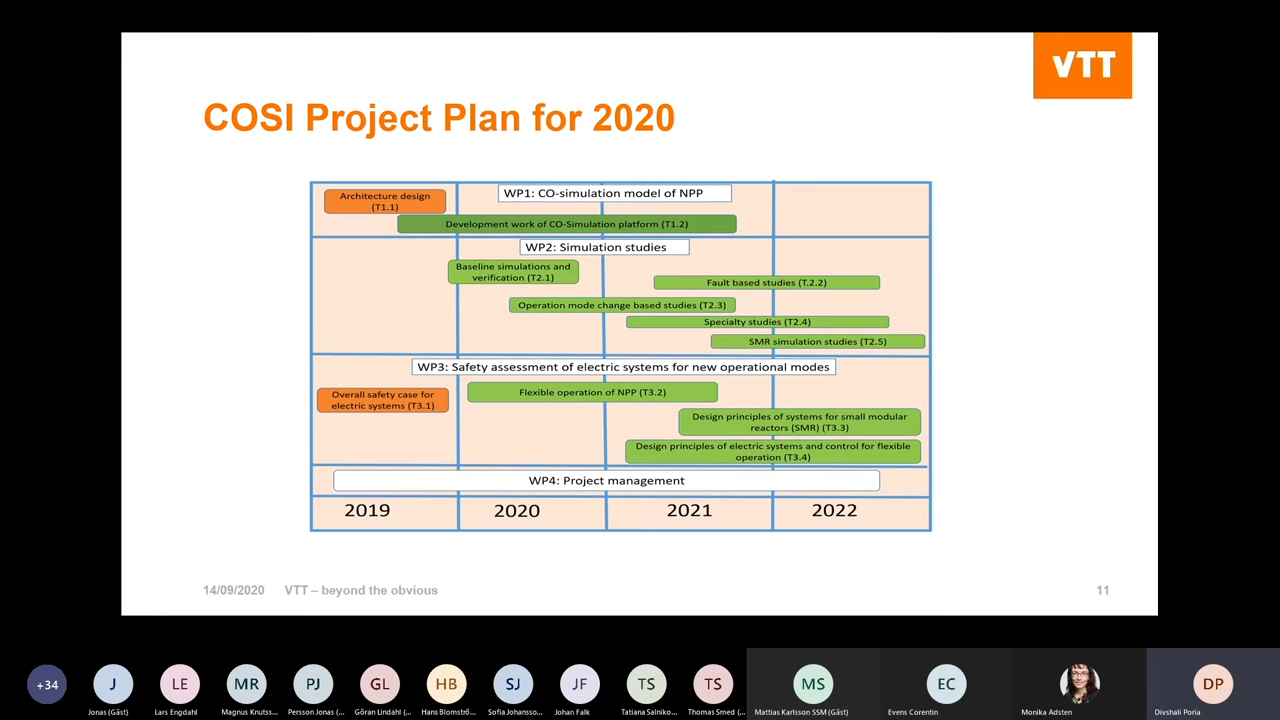 VTT
COSI Project Plan for 2020
Architecture design
(T1.1)
WP1: CO-simulation model of NPP
Development work of CO-Simulation platform (T1.2)
WP2: Simulation studies
Baseline simulations and
verification (T2.1)
Fault based studies (T.2.2)
Operation mode change based studies (T2.3)
Specialty studies (T2.4)
SMR simulation studies (T2.5)
WP3: Safety assessment of electric systems for new operational modes
Overall safety case for
electric systems (T3.1)
Flexible operation of NPP (T3.2)
Design principles of systems for small modular
reactors (SMR) (T3.3)
Design principles of electric systems and control for flexible
operation (T3.4)
WP4: Project management
2019 2020 2021 2022
14/09/2020 VTT – beyond the obvious 11
+34 J LE MR PJ GL HB SJ JF TS TS MS EC DP
Jonas (Gäst) Lars Engdahl Magnus Knutss... Persson Jonas (... Göran Lindahl (... Hans Blomströ... Sofia Johansso... Johan Falk Tatiana Salniko... Thomas Smed (... Mattias Karlsson SSM (Gäst) Evens Corentin Monika Adsten Divshali Poria